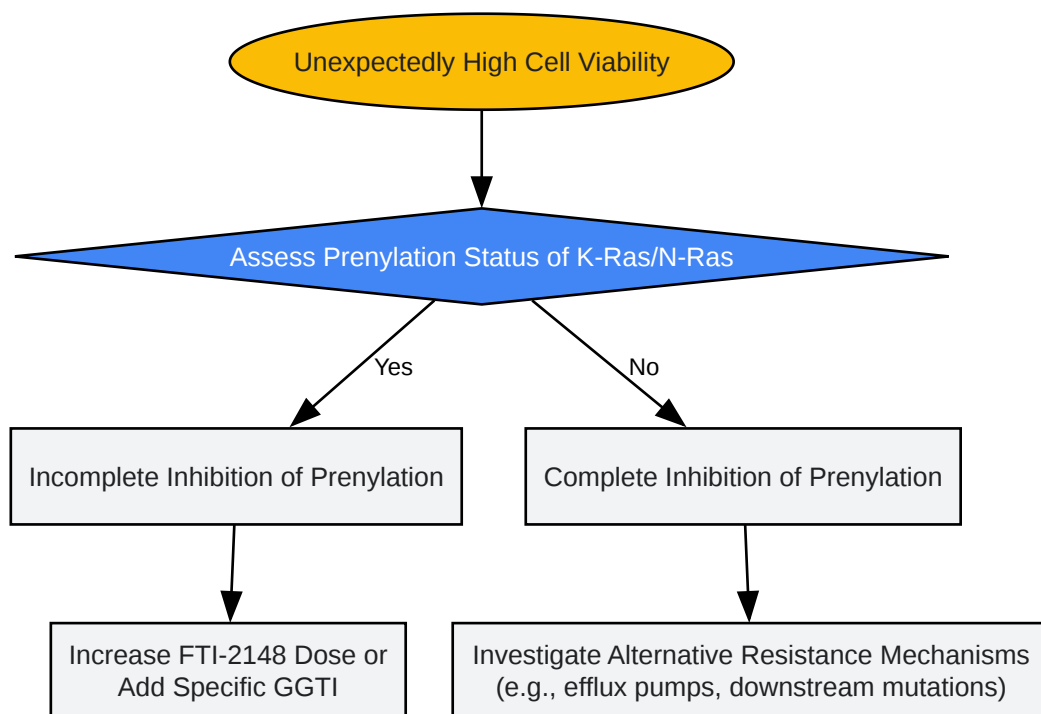 Unexpectedly High Cell Viability
Assess Prenylation Status of K-Ras/N-Ras
Yes
No
Incomplete Inhibition of Prenylation
Complete Inhibition of Prenylation
Increase FTI-2148 Dose or
Add Specific GGTI
Investigate Alternative Resistance Mechanisms
(e.g., efflux pumps, downstream mutations)